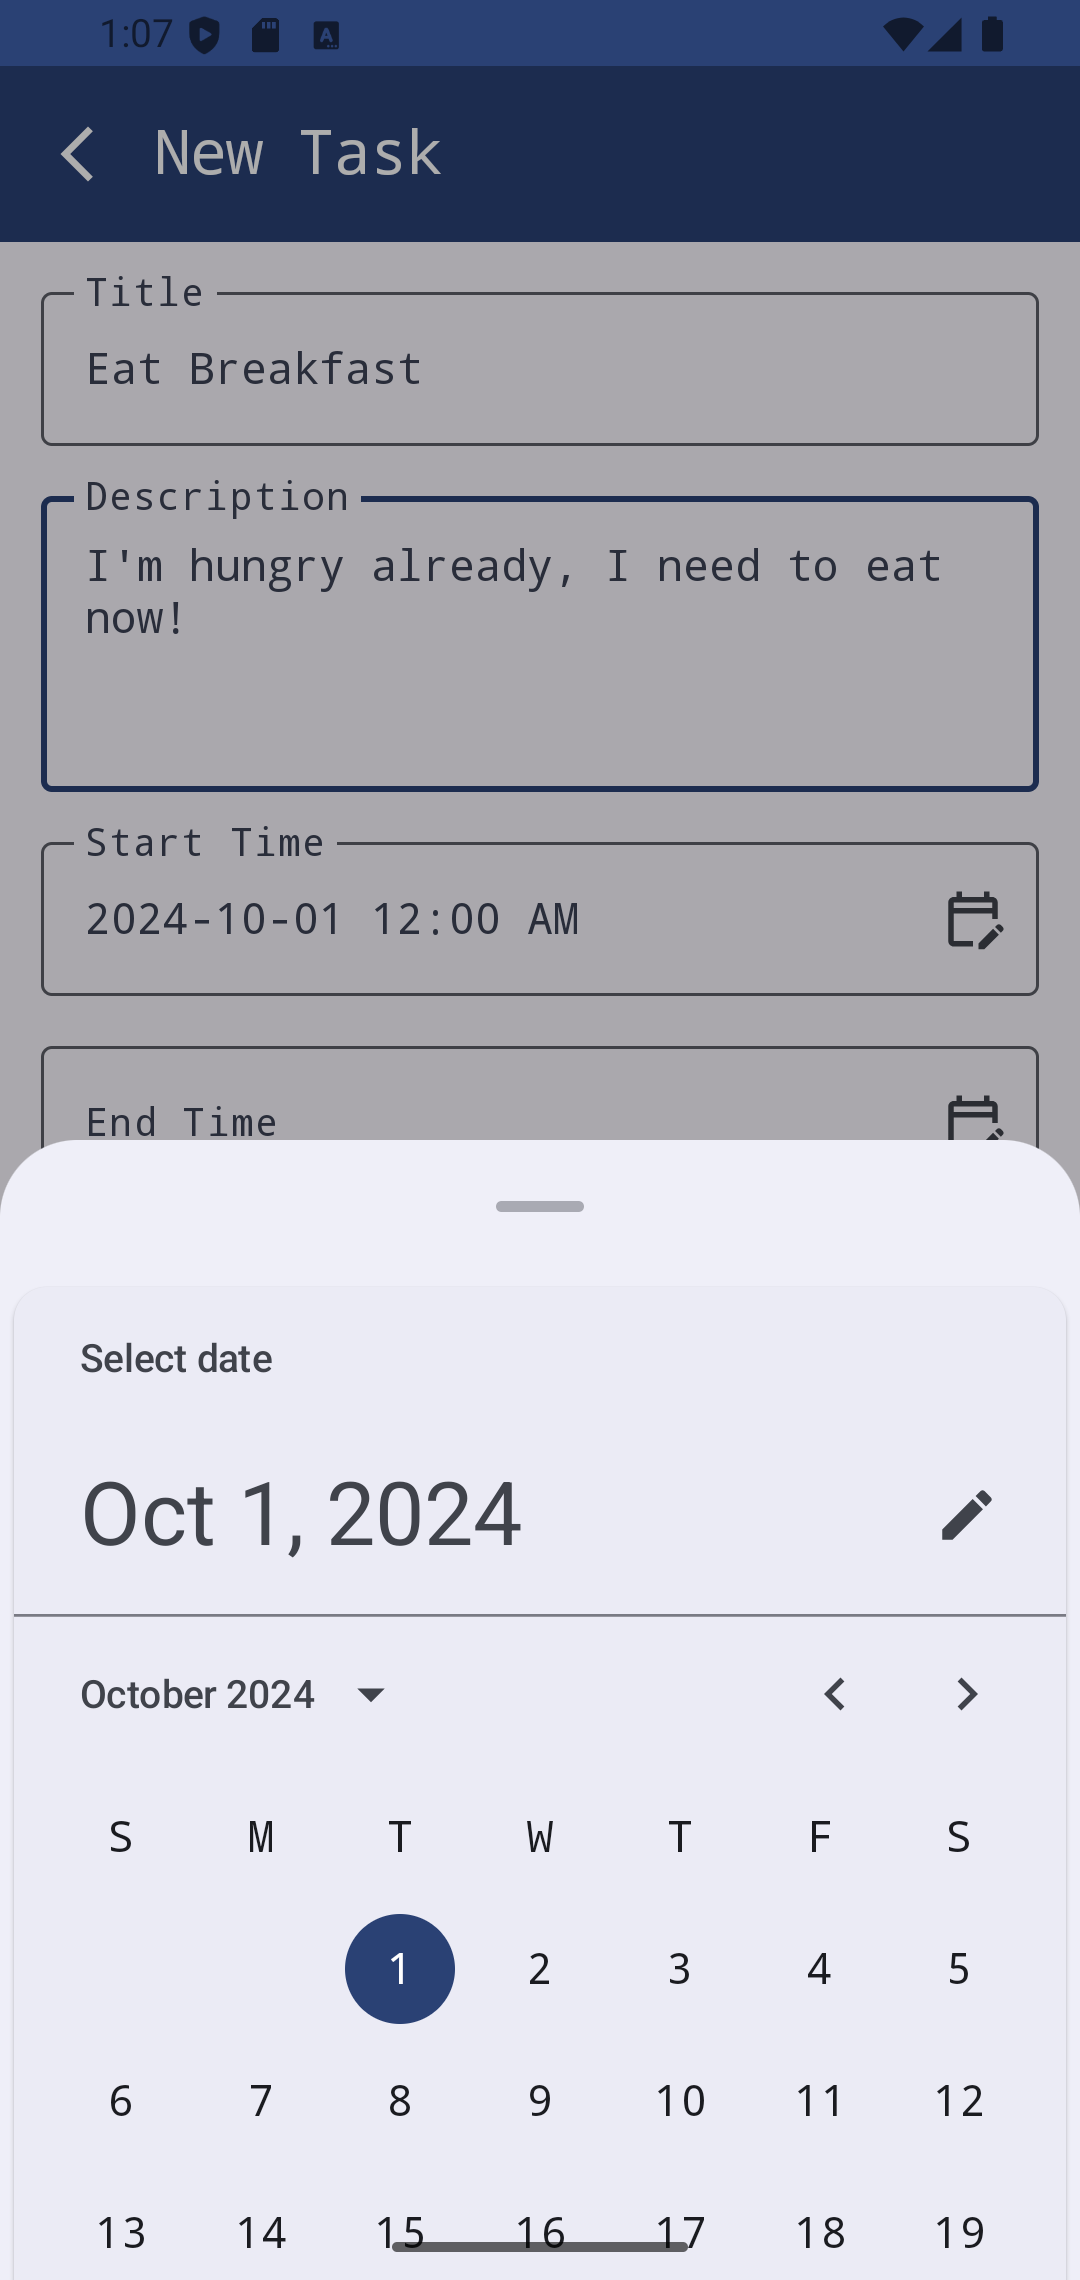 1:07
New Task
Title
Eat Breakfast
Description
I'm hungry already, I need to eat
now!
Start Time
2024-10-01 12:00 AM
End Time
Select date
Oct 1, 2024
October 2024
S M T W T F S
1 2 3 4 5
6 7 8 9 10 11 12
13 14 15 16 17 18 19